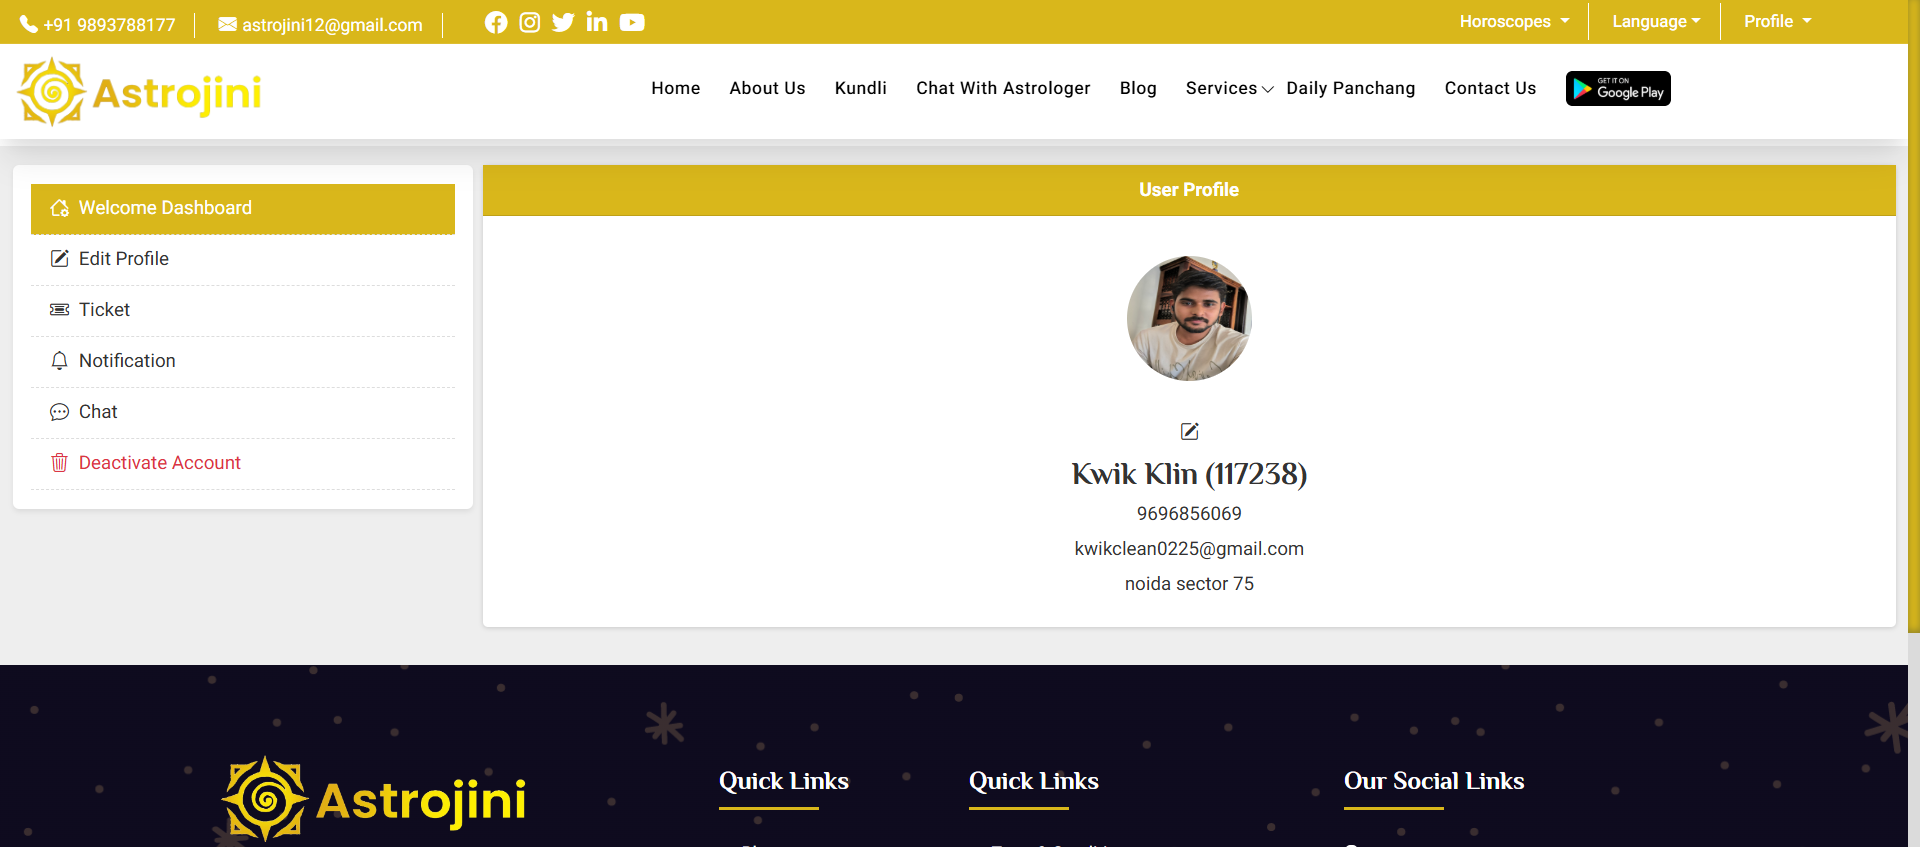 +91 9893788177
astrojini12@gmail.com
Horoscopes
Language
Profile
Astrojini
Home
About Us
Kundli
Chat With Astrologer
Blog
Services
Daily Panchang
Contact Us
GET IT ON
Google Play
Welcome Dashboard
Edit Profile
Ticket
Notification
Chat
Deactivate Account
User Profile
Kwik Klin (117238)
9696856069
kwikclean0225@gmail.com
noida sector 75
Astrojini
Quick Links
Quick Links
Our Social Links